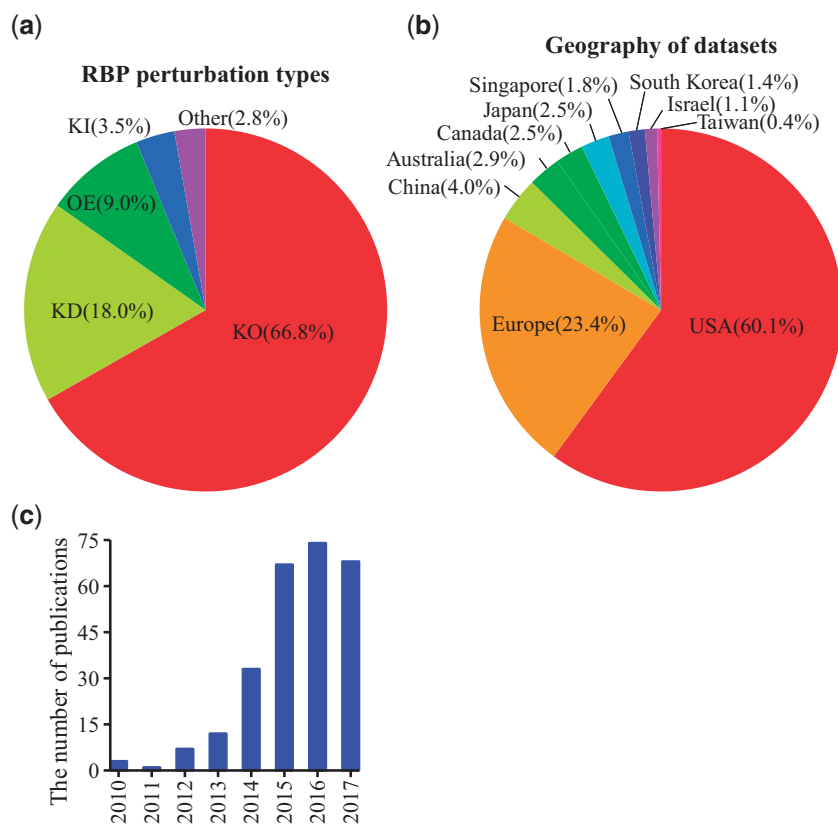 (a)
RBP perturbation types
KI(3.5%)
Other(2.8%)
OE(9.0%)
KD(18.0%)
KO(66.8%)
(b)
Geography of datasets
Singapore(1.8%)
South Korea(1.4%)
Japan(2.5%)
Israel(1.1%)
Canada(2.5%)
Taiwan(0.4%)
Australia(2.9%)
China(4.0%)
Europe(23.4%)
USA(60.1%)
(c)
The number of publications
75
60
45
30
15
0
2010
2011
2012
2013
2014
2015
2016
2017